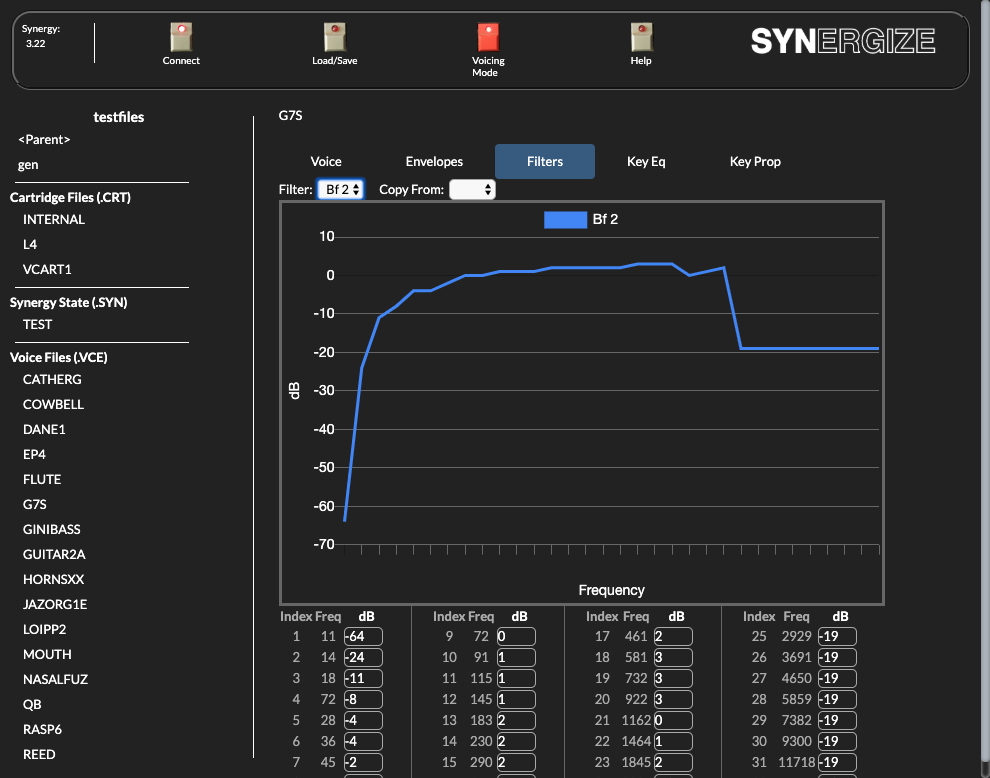 Synergy:
3.22
Connect
Load/Save
Voicing
Mode
Help
SYNERGIZE
testfiles
<Parent>
gen
Cartridge Files (.CRT)
INTERNAL
L4
VCART1
Synergy State (.SYN)
TEST
Voice Files (.VCE)
CATHERG
COWBELL
DANE1
EP4
FLUTE
G7S
GINIBASS
GUITAR2A
HORNSXX
JAZORG1E
LOIPP2
MOUTH
NASALFUZ
QB
RASP6
REED
G7S
Voice Envelopes Filters Key Eq Key Prop
Filter: Bf 2 Copy From:
Bf 2
10
0
-10
-20
-30
-40
-50
-60
-70
dB
Frequency
Index Freq dB Index Freq dB Index Freq dB Index Freq dB
1 11 -64 9 72 0 17 461 2 25 2929 -19
2 14 -24 10 91 1 18 581 3 26 3691 -19
3 18 -11 11 115 1 19 732 3 27 4650 -19
4 72 -8 12 145 1 20 922 3 28 5859 -19
5 28 -4 13 183 2 21 1162 0 29 7382 -19
6 36 -4 14 230 2 22 1464 1 30 9300 -19
7 45 -2 15 290 2 23 1845 2 31 11718 -19